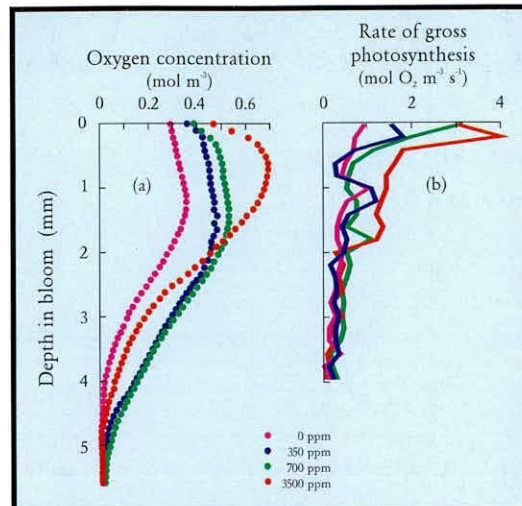 Oxygen concentration
(mol m⁻³)
Rate of gross
photosynthesis
(mol O₂ m⁻³ s⁻¹)
0 0.2 0.4 0.6
0 2 4
Depth in bloom (mm)
0
1
2
3
4
5
(a)
(b)
0 ppm
350 ppm
700 ppm
3500 ppm